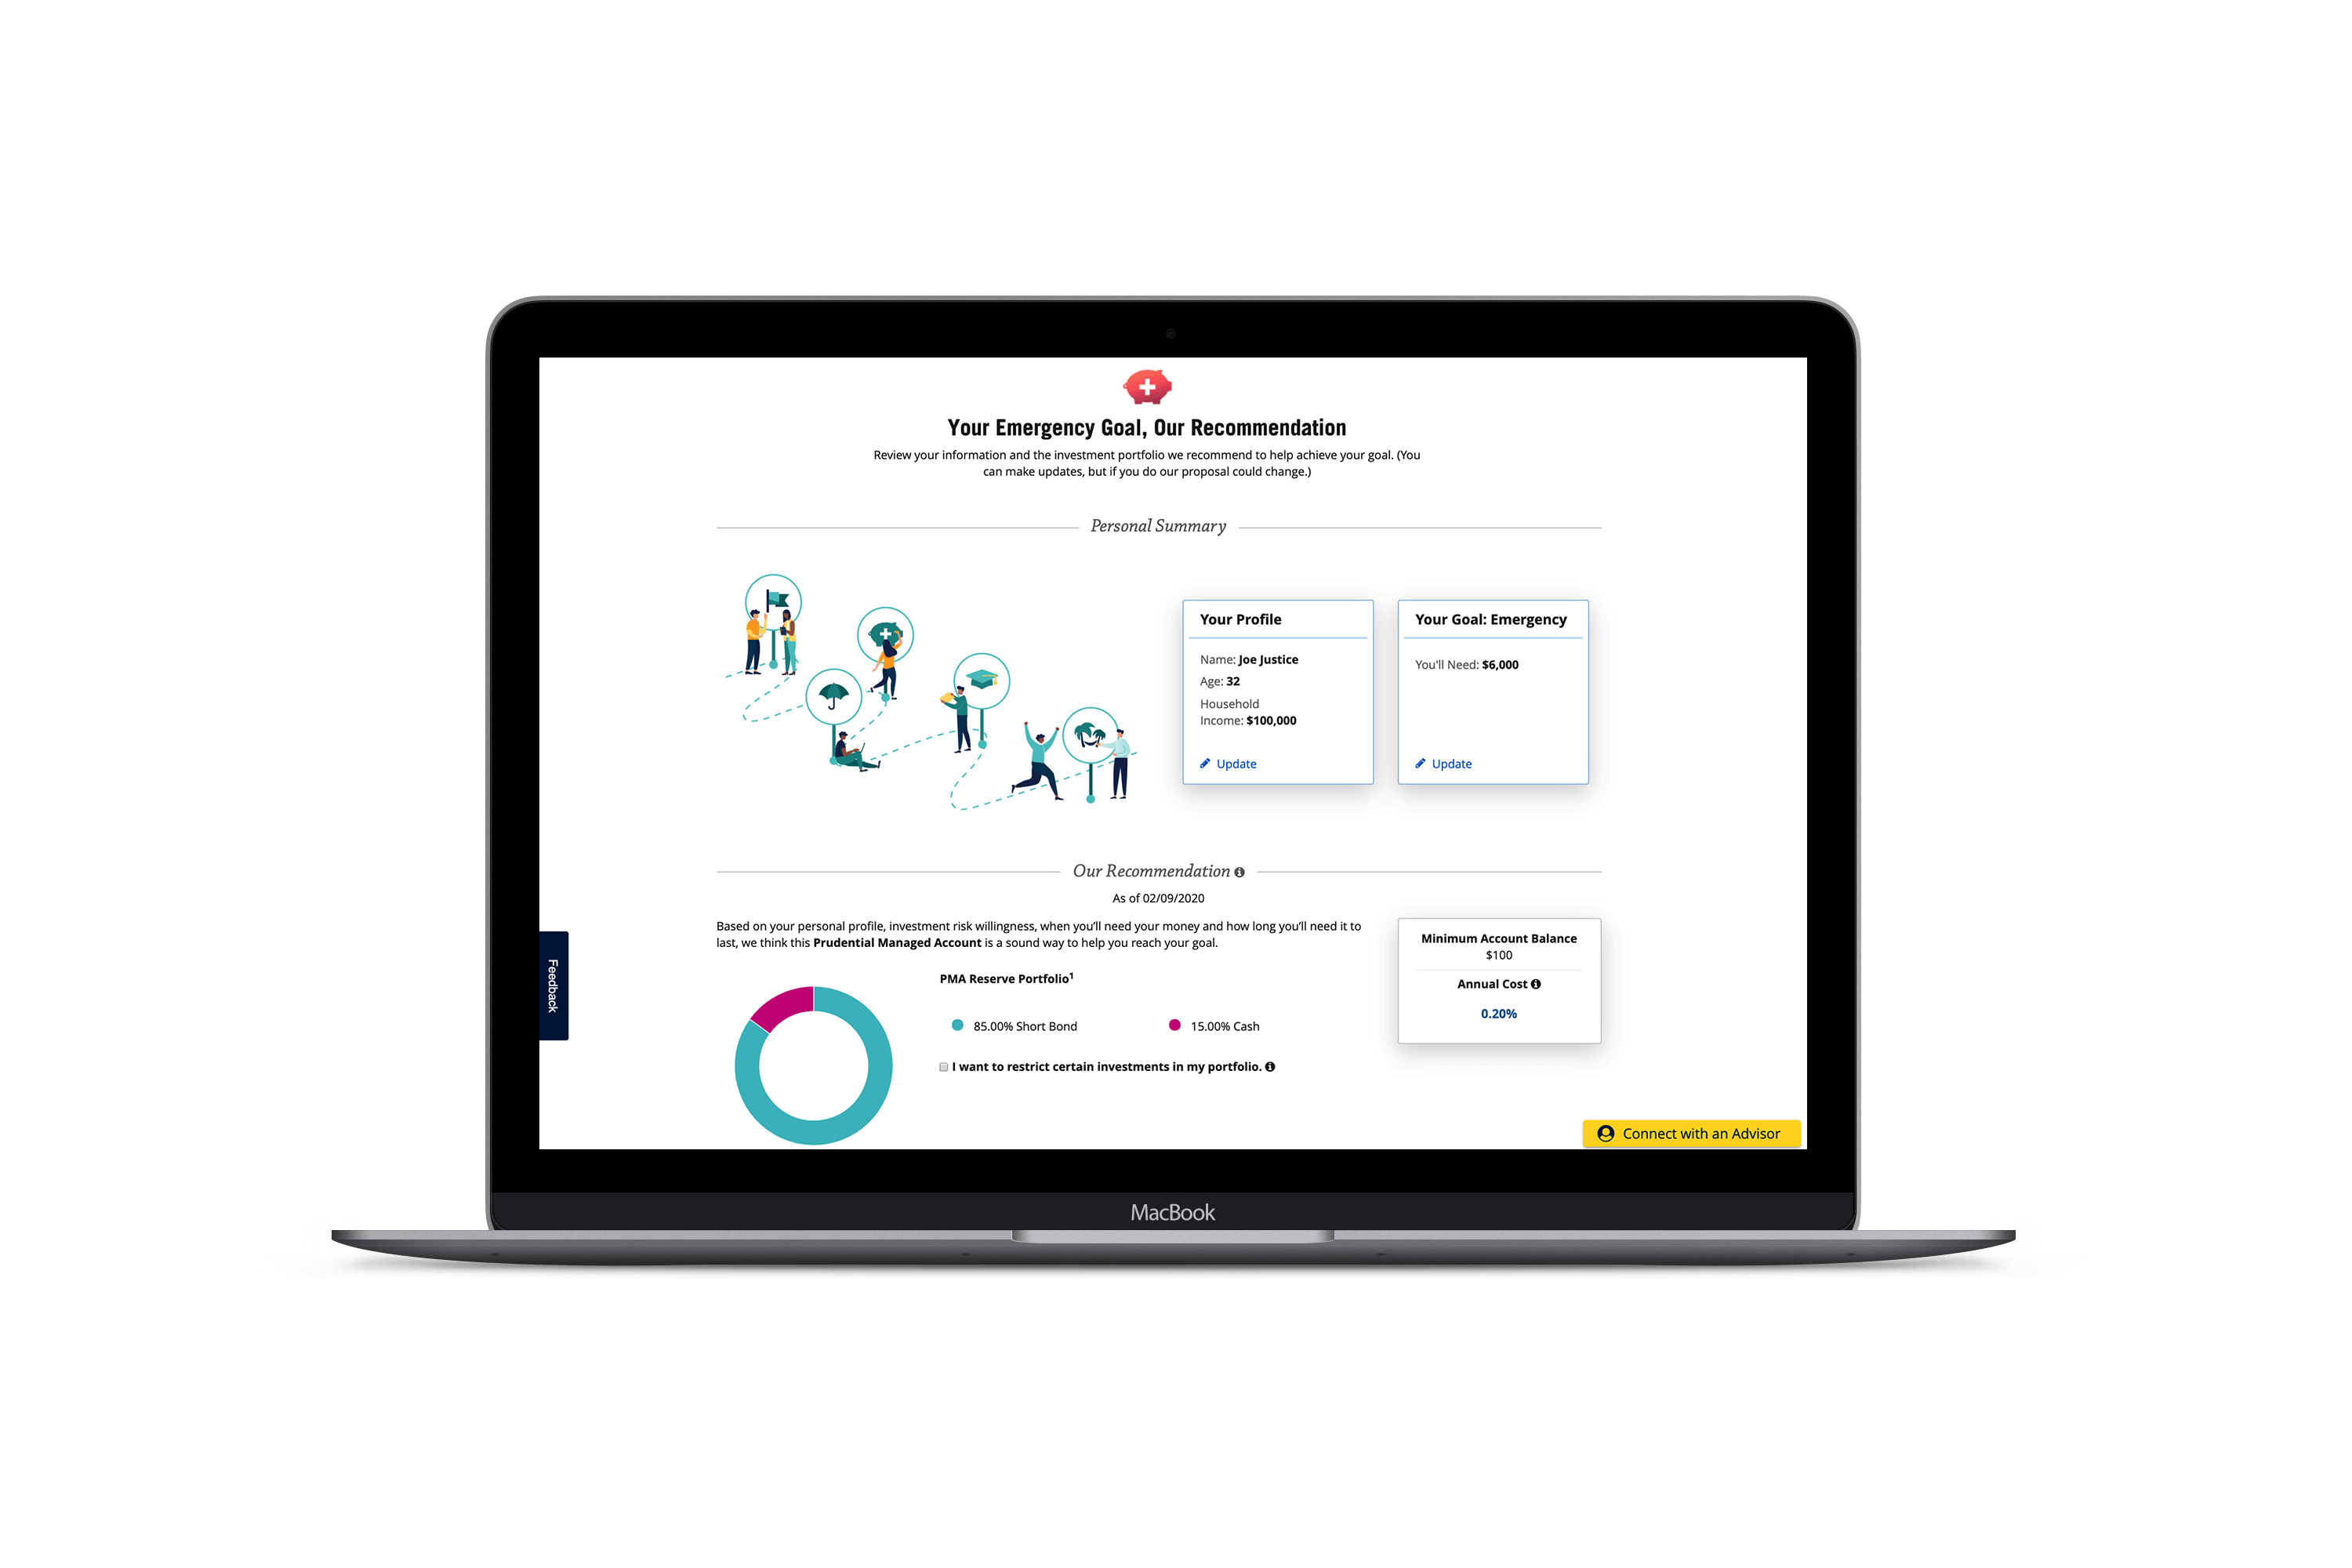 Your Emergency Goal, Our Recommendation
Review your information and the investment portfolio we recommend to help achieve your goal. (You
can make updates, but if you do our proposal could change.)
Personal Summary
Your Profile
Name: Joe Justice
Age: 32
Household
Income: $100,000
Update
Your Goal: Emergency
You'll Need: $6,000
Update
Our Recommendation
As of 02/09/2020
Based on your personal profile, investment risk willingness, when you'll need your money and how long you'll need it to
last, we think this Prudential Managed Account is a sound way to help you reach your goal.
PMA Reserve Portfolio1
85.00% Short Bond
15.00% Cash
I want to restrict certain investments in my portfolio.
Minimum Account Balance
$100
Annual Cost
0.20%
Feedback
Connect with an Advisor
MacBook